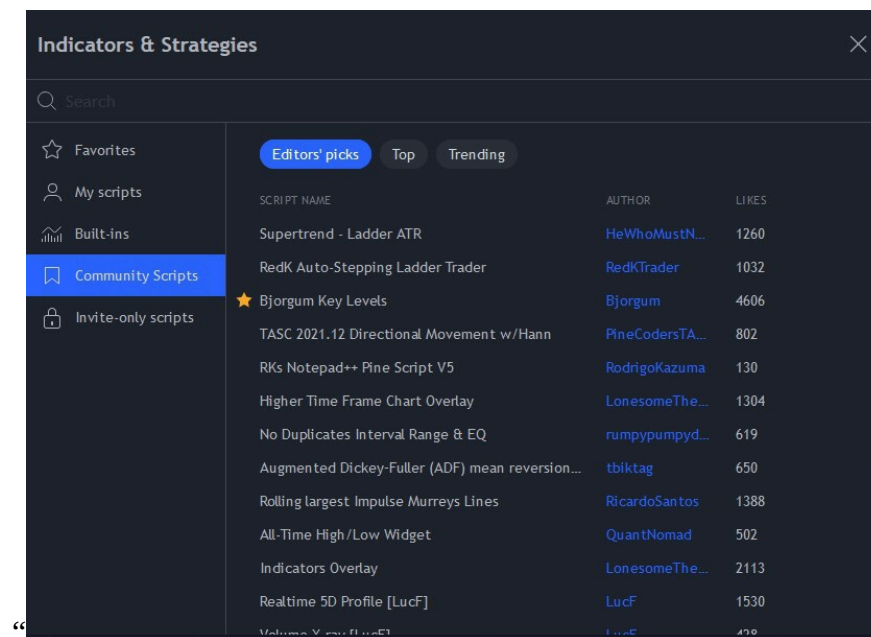 Indicators & Strategies
Search
Favorites
My scripts
Built-ins
Community Scripts
Invite-only scripts
Editors' picks Top Trending
SCRIPT NAME AUTHOR LIKES
Supertrend - Ladder ATR HeWhoMustN... 1260
RedK Auto-Stepping Ladder Trader RedKTrader 1032
Bjorgum Key Levels Bjorgum 4606
TASC 2021.12 Directional Movement w/Hann PineCodersTA... 802
RKs Notepad++ Pine Script V5 RodrigoKazuma 130
Higher Time Frame Chart Overlay LonesomeThe... 1304
No Duplicates Interval Range & EQ rumpypumpyd... 619
Augmented Dickey-Fuller (ADF) mean reversion... tbiktag 650
Rolling largest Impulse Murreys Lines RicardoSantos 1388
All-Time High/Low Widget QuantNomad 502
Indicators Overlay LonesomeThe... 2113
Realtime 5D Profile [LucF] LucF 1530
Volume X-ray [LucF] LucF 428
“